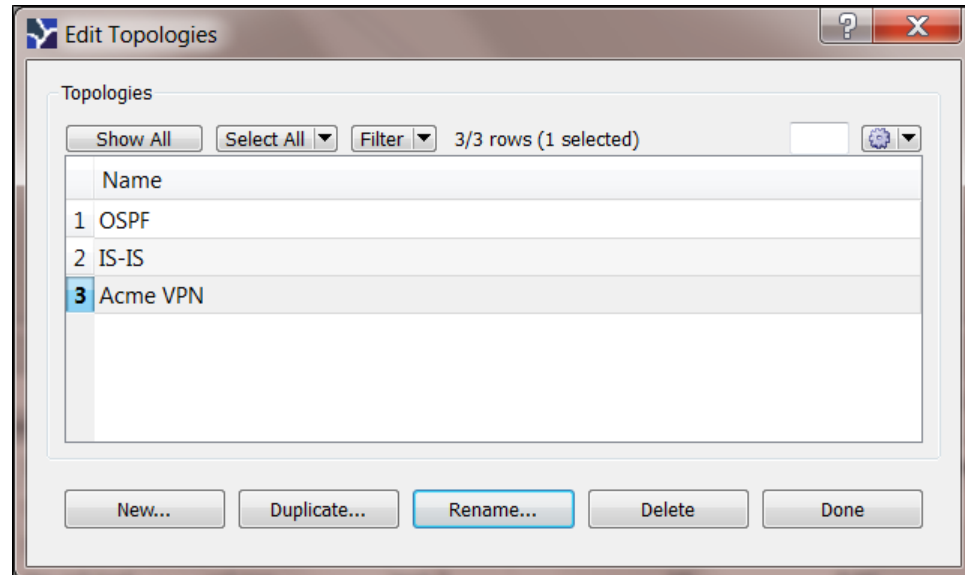 Edit Topologies
Topologies
Show All Select All Filter 3/3 rows (1 selected)
Name
1 OSPF
2 IS-IS
3 Acme VPN
New... Duplicate... Rename... Delete Done